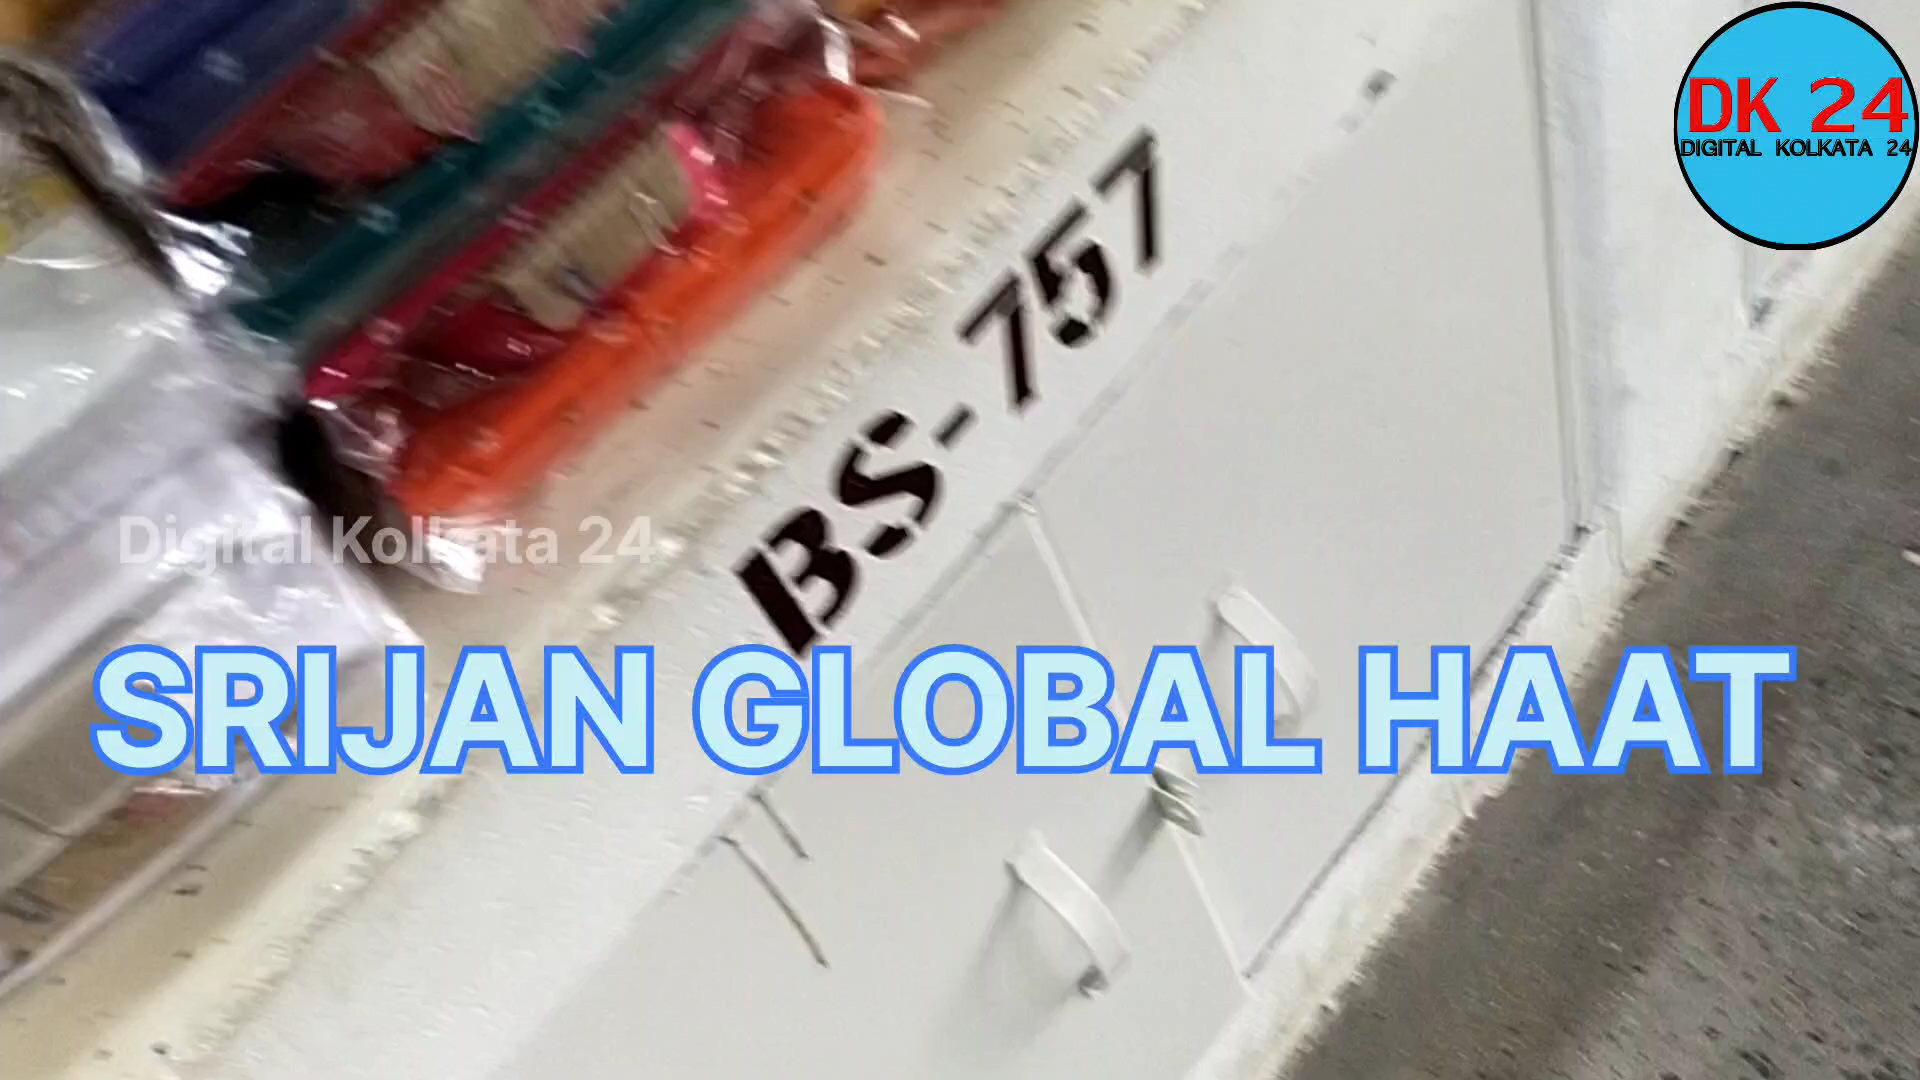 DK 24
DIGITAL KOLKATA 24
BS-757
Digital Kolkata 24
SRIJAN GLOBAL HAAT